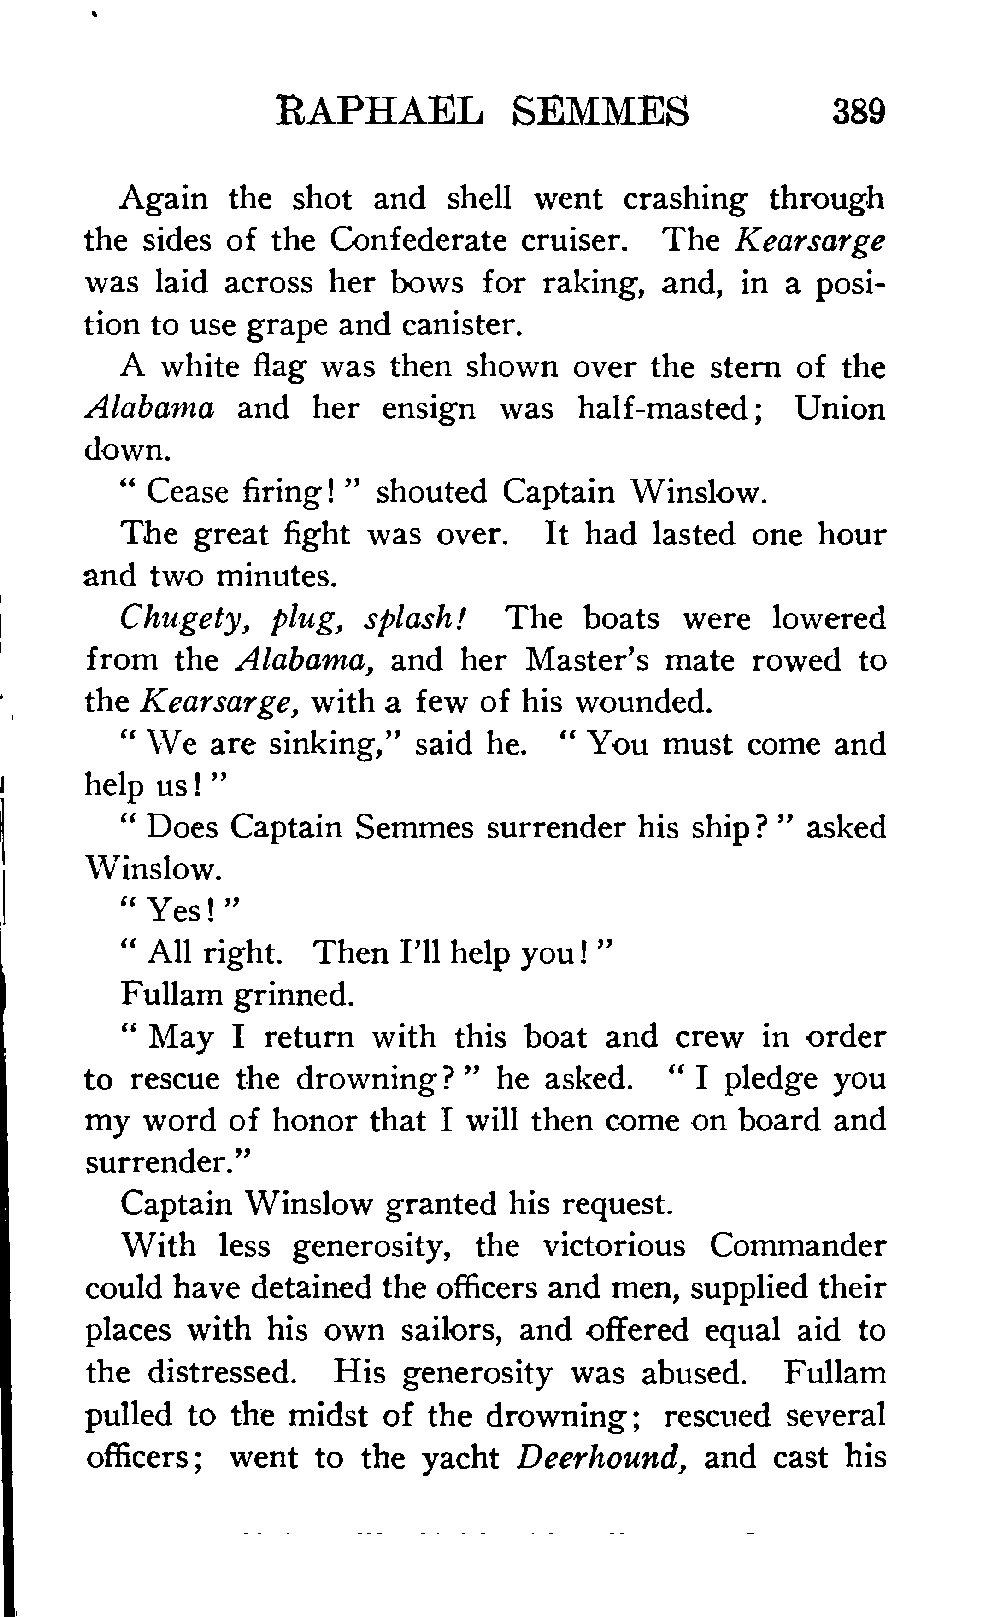 RAPHAEL SEMMES 389
Again the shot and shell went crashing through
the sides of the Confederate cruiser. The Kearsarge
was laid across her bows for raking, and, in a posi-
tion to use grape and canister.
A white flag was then shown over the stern of the
Alabama and her ensign was half-masted; Union
down.
“ Cease firing! ” shouted Captain Winslow.
The great fight was over. It had lasted one hour
and two minutes.
Chugety, plug, splash! The boats were lowered
from the Alabama, and her Master’s mate rowed to
the Kearsarge, with a few of his wounded.
“ We are sinking,” said he. “ You must come and
help us! ”
“ Does Captain Semmes surrender his ship? ” asked
Winslow.
“ Yes! ”
“ All right. Then I’ll help you! ”
Fullam grinned.
“ May I return with this boat and crew in order
to rescue the drowning? ” he asked. “ I pledge you
my word of honor that I will then come on board and
surrender.”
Captain Winslow granted his request.
With less generosity, the victorious Commander
could have detained the officers and men, supplied their
places with his own sailors, and offered equal aid to
the distressed. His generosity was abused. Fullam
pulled to the midst of the drowning; rescued several
officers; went to the yacht Deerhound, and cast his